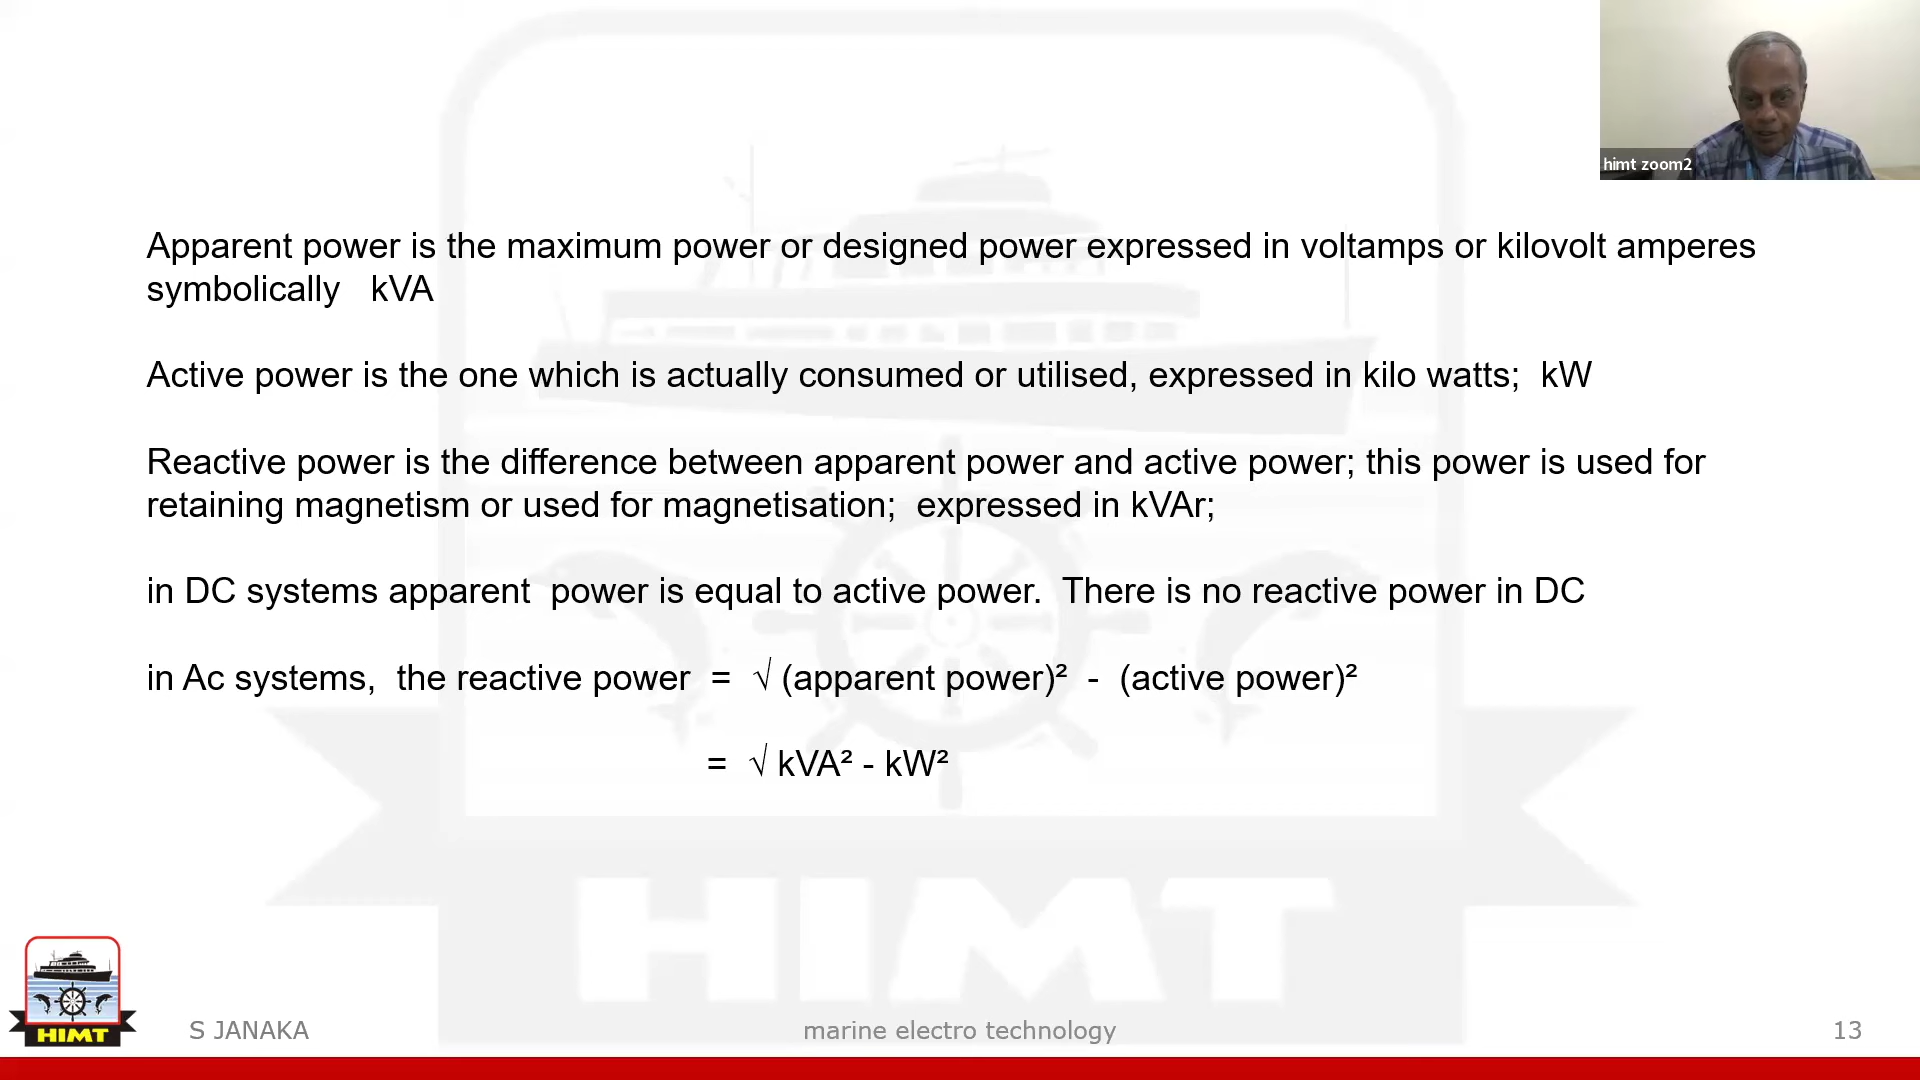 himt zoom2
Apparent power is the maximum power or designed power expressed in voltamps or kilovolt amperes
symbolically kVA
Active power is the one which is actually consumed or utilised, expressed in kilo watts; kW
Reactive power is the difference between apparent power and active power; this power is used for
retaining magnetism or used for magnetisation; expressed in kVAr;
in DC systems apparent power is equal to active power. There is no reactive power in DC
in Ac systems, the reactive power = √ (apparent power)² - (active power)²
= √ kVA² - kW²
HIMT
HIMT
S JANAKA
marine electro technology
13